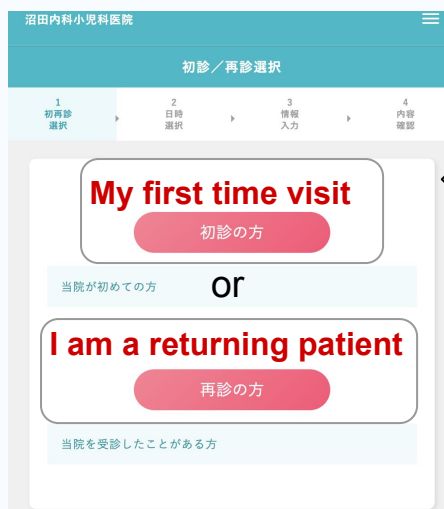 沼田内科小児科医院
初診／再診選択
1
初再診
選択
2
日時
選択
3
情報
入力
4
内容
確認
My first time visit
初診の方
当院が初めての方
or
I am a returning patient
再診の方
当院を受診したことがある方